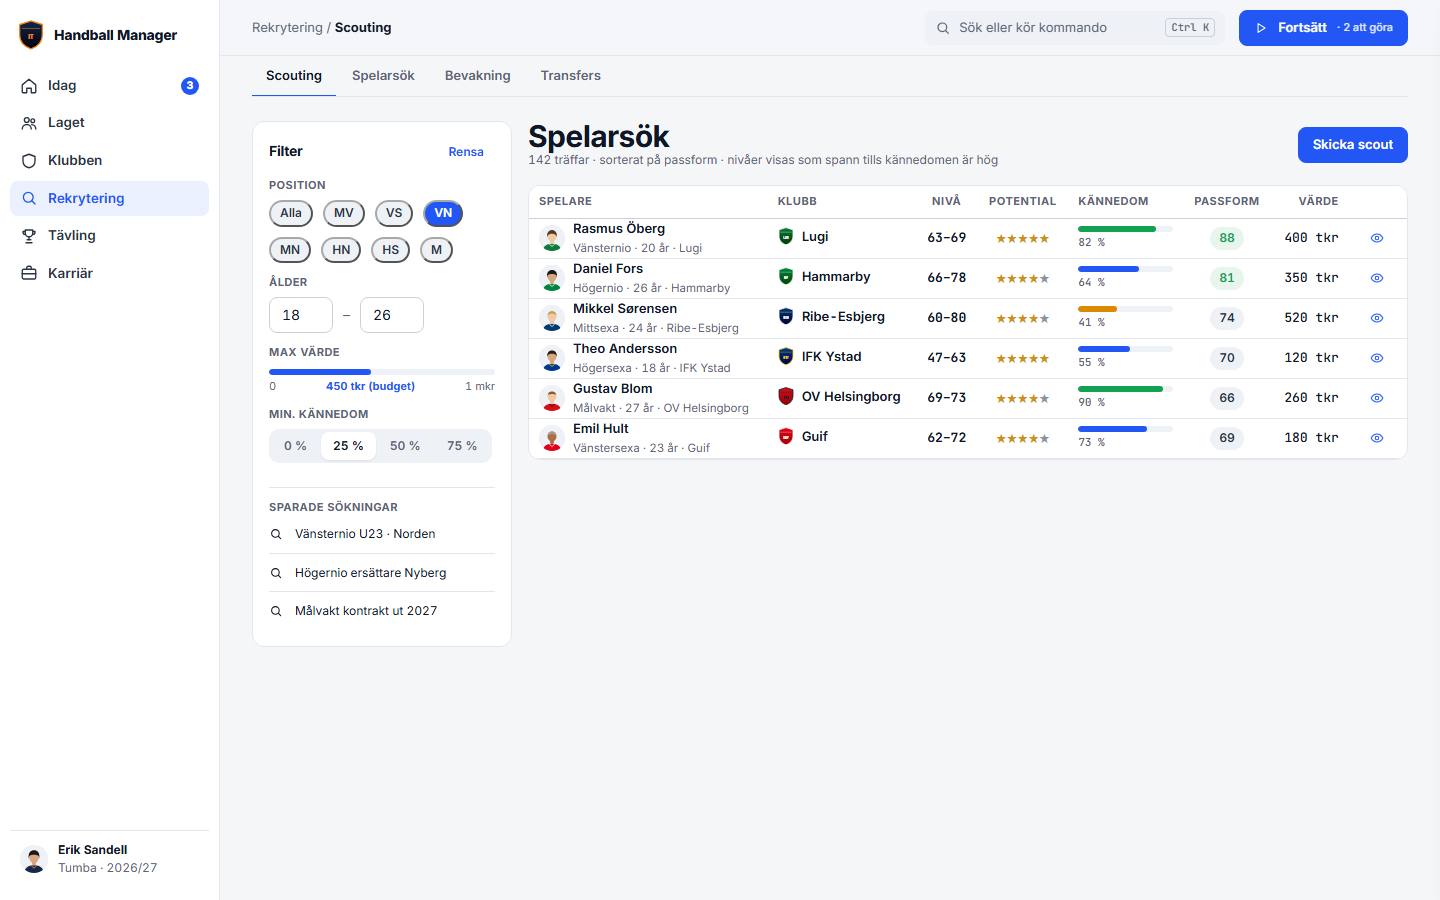 Handball Manager
Idag
3
Laget
Klubben
Rekrytering
Tävling
Karriär
Erik Sandell
Tumba · 2026/27
Rekrytering / Scouting
Sök eller kör kommando
Ctrl K
Fortsätt · 2 att göra
Scouting Spelarsök Bevakning Transfers
Filter
Rensa
POSITION
Alla MV VS VN
MN HN HS M
ÅLDER
18 – 26
MAX VÄRDE
0 450 tkr (budget) 1 mkr
MIN. KÄNNEDOM
0 % 25 % 50 % 75 %
SPARADE SÖKNINGAR
Vänsternio U23 · Norden
Högernio ersättare Nyberg
Målvakt kontrakt ut 2027
Spelarsök
142 träffar · sorterat på passform · nivåer visas som spann tills kännedomen är hög
Skicka scout
SPELARE KLUBB NIVÅ POTENTIAL KÄNNEDOM PASSFORM VÄRDE
Rasmus Öberg
Vänsternio · 20 år · Lugi
Lugi 63–69 ★★★★★ 82 % 88 400 tkr
Daniel Fors
Högernio · 26 år · Hammarby
Hammarby 66–78 ★★★★★ 64 % 81 350 tkr
Mikkel Sørensen
Mittsexa · 24 år · Ribe-Esbjerg
Ribe-Esbjerg 60–80 ★★★★★ 41 % 74 520 tkr
Theo Andersson
Högersexa · 18 år · IFK Ystad
IFK Ystad 47–63 ★★★★★ 55 % 70 120 tkr
Gustav Blom
Målvakt · 27 år · OV Helsingborg
OV Helsingborg 69–73 ★★★★★ 90 % 66 260 tkr
Emil Hult
Vänstersexa · 23 år · Guif
Guif 62–72 ★★★★★ 73 % 69 180 tkr